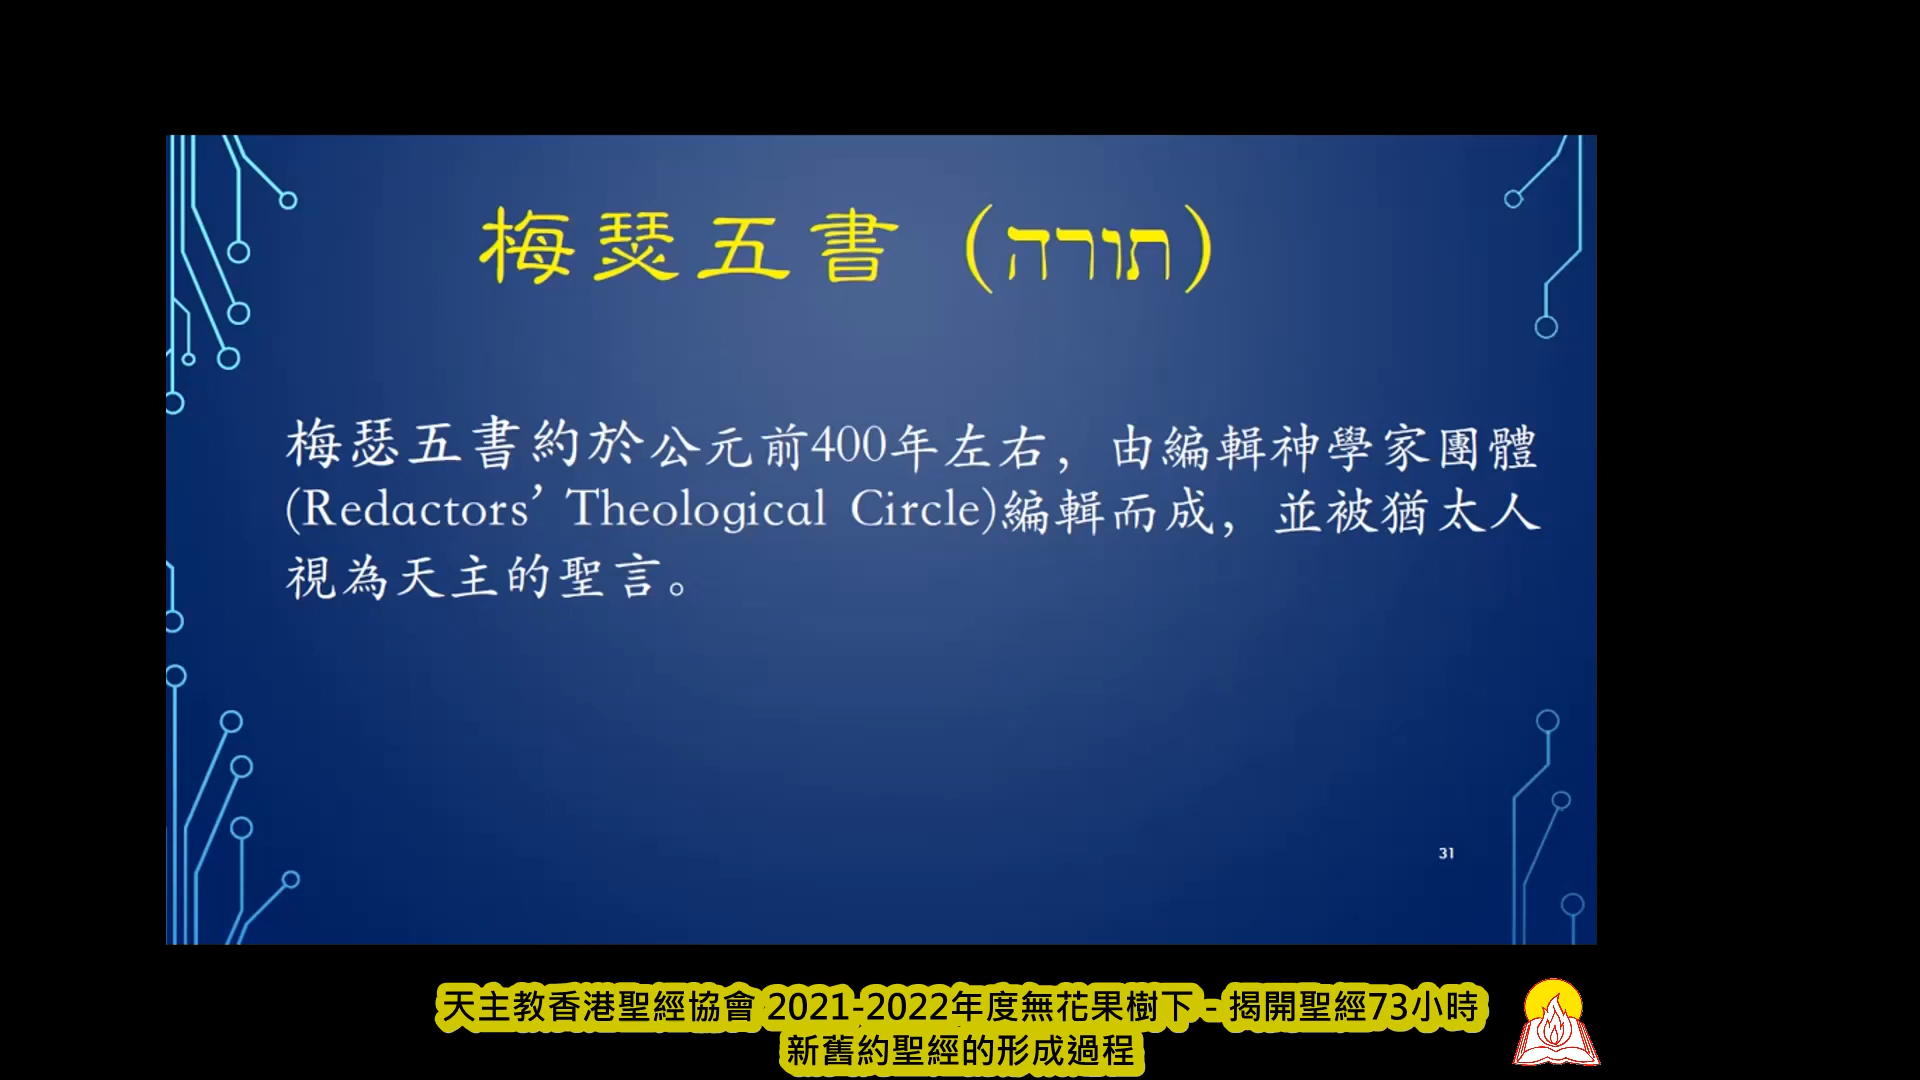 梅瑟五書 (תורה)
梅瑟五書約於公元前400年左右，由編輯神學家團體
(Redactors’ Theological Circle)編輯而成，並被猶太人
視為天主的聖言。
31
天主教香港聖經協會 2021-2022年度無花果樹下 - 揭開聖經73小時
新舊約聖經的形成過程